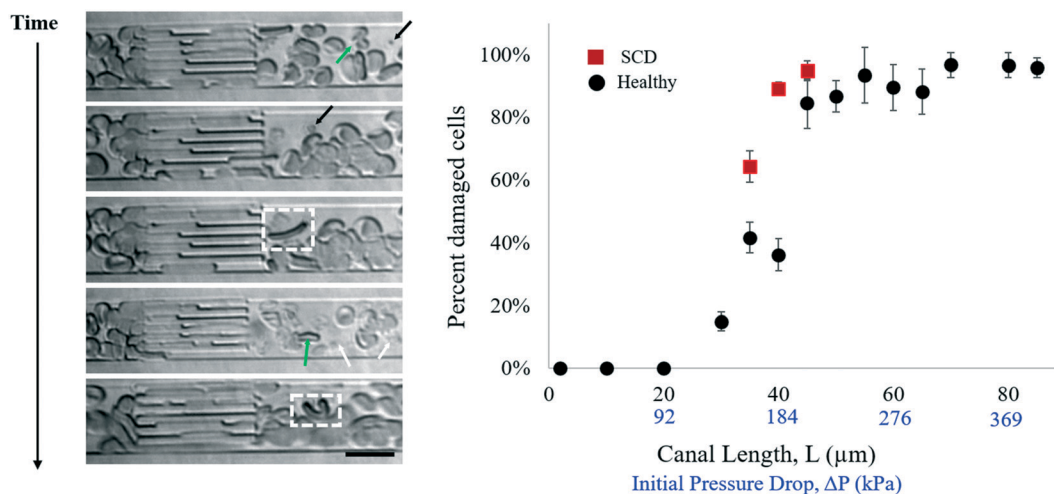 Time
100%
80%
60%
40%
20%
0%
Percent damaged cells
SCD
Healthy
0 20 40 60 80
92 184 276 369
Canal Length, L (µm)
Initial Pressure Drop, ΔP (kPa)